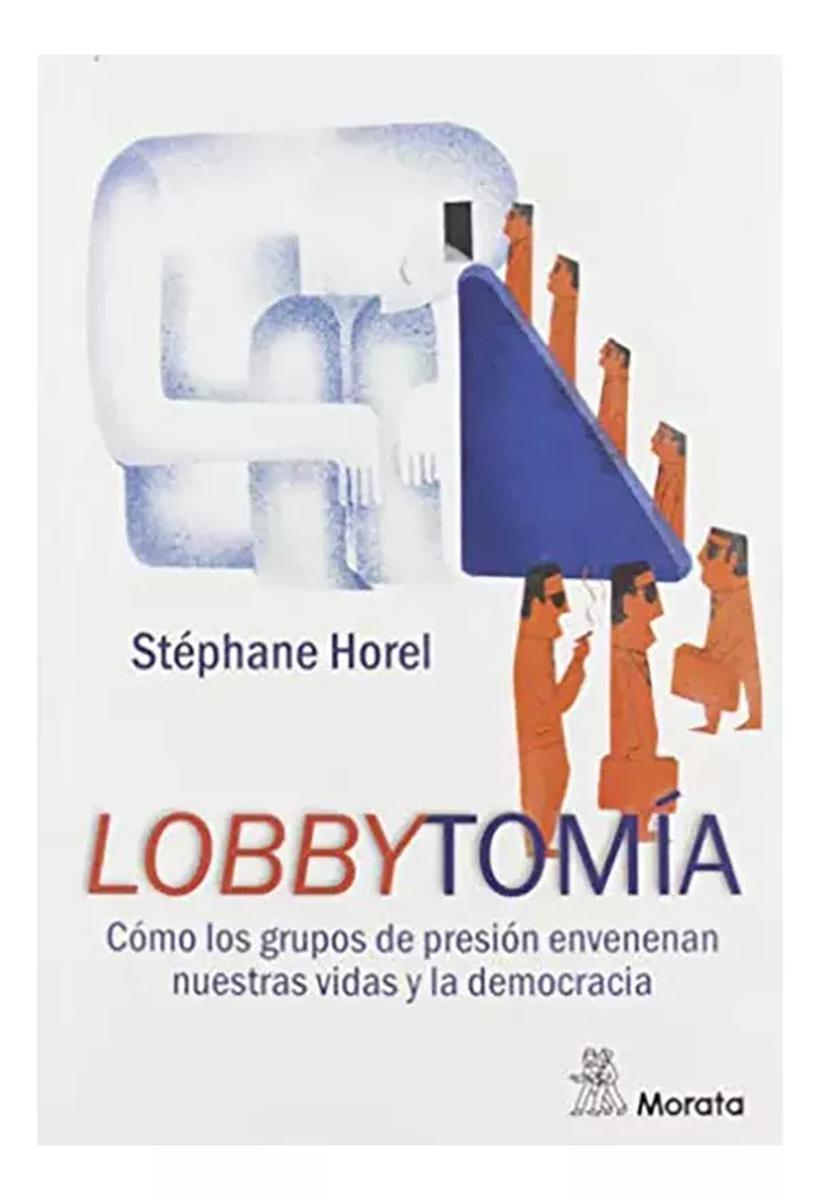 Stéphane Horel
LOBBYTOMÍA
Cómo los grupos de presión envenenan
nuestras vidas y la democracia
Morata